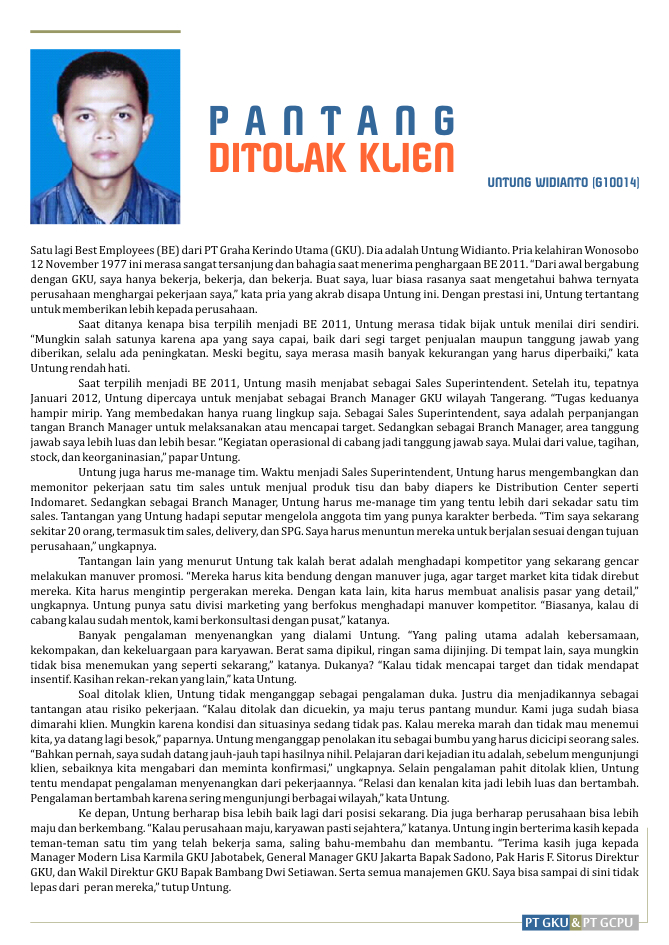 PANTANG
DITOLAK KLIEN
UNTUNG WIDIANTO (G10014)
Satu lagi Best Employees (BE) dari PT Graha Kerindo Utama (GKU). Dia adalah Untung Widianto. Pria kelahiran Wonosobo
12 November 1977 ini merasa sangat tersanjung dan bahagia saat menerima penghargaan BE 2011. “Dari awal bergabung
dengan GKU, saya hanya bekerja, bekerja, dan bekerja. Buat saya, luar biasa rasanya saat mengetahui bahwa ternyata
perusahaan menghargai pekerjaan saya,” kata pria yang akrab disapa Untung ini. Dengan prestasi ini, Untung tertantang
untuk memberikan lebih kepada perusahaan.
Saat ditanya kenapa bisa terpilih menjadi BE 2011, Untung merasa tidak bijak untuk menilai diri sendiri.
“Mungkin salah satunya karena apa yang saya capai, baik dari segi target penjualan maupun tanggung jawab yang
diberikan, selalu ada peningkatan. Meski begitu, saya merasa masih banyak kekurangan yang harus diperbaiki,” kata
Untung rendah hati.
Saat terpilih menjadi BE 2011, Untung masih menjabat sebagai Sales Superintendent. Setelah itu, tepatnya
Januari 2012, Untung dipercaya untuk menjabat sebagai Branch Manager GKU wilayah Tangerang. “Tugas keduanya
hampir mirip. Yang membedakan hanya ruang lingkup saja. Sebagai Sales Superintendent, saya adalah perpanjangan
tangan Branch Manager untuk melaksanakan atau mencapai target. Sedangkan sebagai Branch Manager, area tanggung
jawab saya lebih luas dan lebih besar. “Kegiatan operasional di cabang jadi tanggung jawab saya. Mulai dari value, tagihan,
stock, dan keorganinasian,” papar Untung.
Untung juga harus me-manage tim. Waktu menjadi Sales Superintendent, Untung harus mengembangkan dan
memonitor pekerjaan satu tim sales untuk menjual produk tisu dan baby diapers ke Distribution Center seperti
Indomaret. Sedangkan sebagai Branch Manager, Untung harus me-manage tim yang tentu lebih dari sekadar satu tim
sales. Tantangan yang Untung hadapi seputar mengelola anggota tim yang punya karakter berbeda. “Tim saya sekarang
sekitar 20 orang, termasuk tim sales, delivery, dan SPG. Saya harus menuntun mereka untuk berjalan sesuai dengan tujuan
perusahaan,” ungkapnya.
Tantangan lain yang menurut Untung tak kalah berat adalah menghadapi kompetitor yang sekarang gencar
melakukan manuver promosi. “Mereka harus kita bendung dengan manuver juga, agar target market kita tidak direbut
mereka. Kita harus mengintip pergerakan mereka. Dengan kata lain, kita harus membuat analisis pasar yang detail,”
ungkapnya. Untung punya satu divisi marketing yang berfokus menghadapi manuver kompetitor. “Biasanya, kalau di
cabang kalau sudah mentok, kami berkonsultasi dengan pusat,” katanya.
Banyak pengalaman menyenangkan yang dialami Untung. “Yang paling utama adalah kebersamaan,
kekompakan, dan kekeluargaan para karyawan. Berat sama dipikul, ringan sama dijinjing. Di tempat lain, saya mungkin
tidak bisa menemukan yang seperti sekarang,” katanya. Dukanya? “Kalau tidak mencapai target dan tidak mendapat
insentif. Kasihan rekan-rekan yang lain,” kata Untung.
Soal ditolak klien, Untung tidak menganggap sebagai pengalaman duka. Justru dia menjadikannya sebagai
tantangan atau risiko pekerjaan. “Kalau ditolak dan dicuekin, ya maju terus pantang mundur. Kami juga sudah biasa
dimarahi klien. Mungkin karena kondisi dan situasinya sedang tidak pas. Kalau mereka marah dan tidak mau menemui
kita, ya datang lagi besok,” paparnya. Untung menganggap penolakan itu sebagai bumbu yang harus dicicipi seorang sales.
“Bahkan pernah, saya sudah datang jauh-jauh tapi hasilnya nihil. Pelajaran dari kejadian itu adalah, sebelum mengunjungi
klien, sebaiknya kita mengabari dan meminta konfirmasi,” ungkapnya. Selain pengalaman pahit ditolak klien, Untung
tentu mendapat pengalaman menyenangkan dari pekerjaannya. “Relasi dan kenalan kita jadi lebih luas dan bertambah.
Pengalaman bertambah karena sering mengunjungi berbagai wilayah,” kata Untung.
Ke depan, Untung berharap bisa lebih baik lagi dari posisi sekarang. Dia juga berharap perusahaan bisa lebih
maju dan berkembang. “Kalau perusahaan maju, karyawan pasti sejahtera,” katanya. Untung ingin berterima kasih kepada
teman-teman satu tim yang telah bekerja sama, saling bahu-membahu dan membantu. “Terima kasih juga kepada
Manager Modern Lisa Karmila GKU Jabotabek, General Manager GKU Jakarta Bapak Sadono, Pak Haris F. Sitorus Direktur
GKU, dan Wakil Direktur GKU Bapak Bambang Dwi Setiawan. Serta semua manajemen GKU. Saya bisa sampai di sini tidak
lepas dari peran mereka,” tutup Untung.
PT GKU & PT GCPU